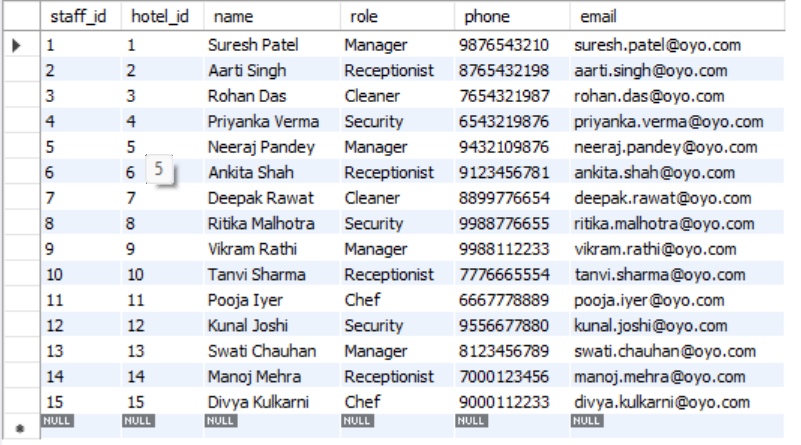 staff_id hotel_id name role phone email
1 1 Suresh Patel Manager 9876543210 suresh.patel@oyo.com
2 2 Aarti Singh Receptionist 8765432198 aarti.singh@oyo.com
3 3 Rohan Das Cleaner 7654321987 rohan.das@oyo.com
4 4 Priyanka Verma Security 6543219876 priyanka.verma@oyo.com
5 5 Neeraj Pandey Manager 9432109876 neeraj.pandey@oyo.com
6 6 5 Ankita Shah Receptionist 9123456781 ankita.shah@oyo.com
7 7 Deepak Rawat Cleaner 8899776654 deepak.rawat@oyo.com
8 8 Ritika Malhotra Security 9988776655 ritika.malhotra@oyo.com
9 9 Vikram Rathi Manager 9988112233 vikram.rathi@oyo.com
10 10 Tanvi Sharma Receptionist 7776665554 tanvi.sharma@oyo.com
11 11 Pooja Iyer Chef 6667778889 pooja.iyer@oyo.com
12 12 Kunal Joshi Security 9556677880 kunal.joshi@oyo.com
13 13 Swati Chauhan Manager 8123456789 swati.chauhan@oyo.com
14 14 Manoj Mehra Receptionist 7000123456 manoj.mehra@oyo.com
15 15 Divya Kulkarni Chef 9000112233 divya.kulkarni@oyo.com
NULL NULL NULL NULL NULL NULL